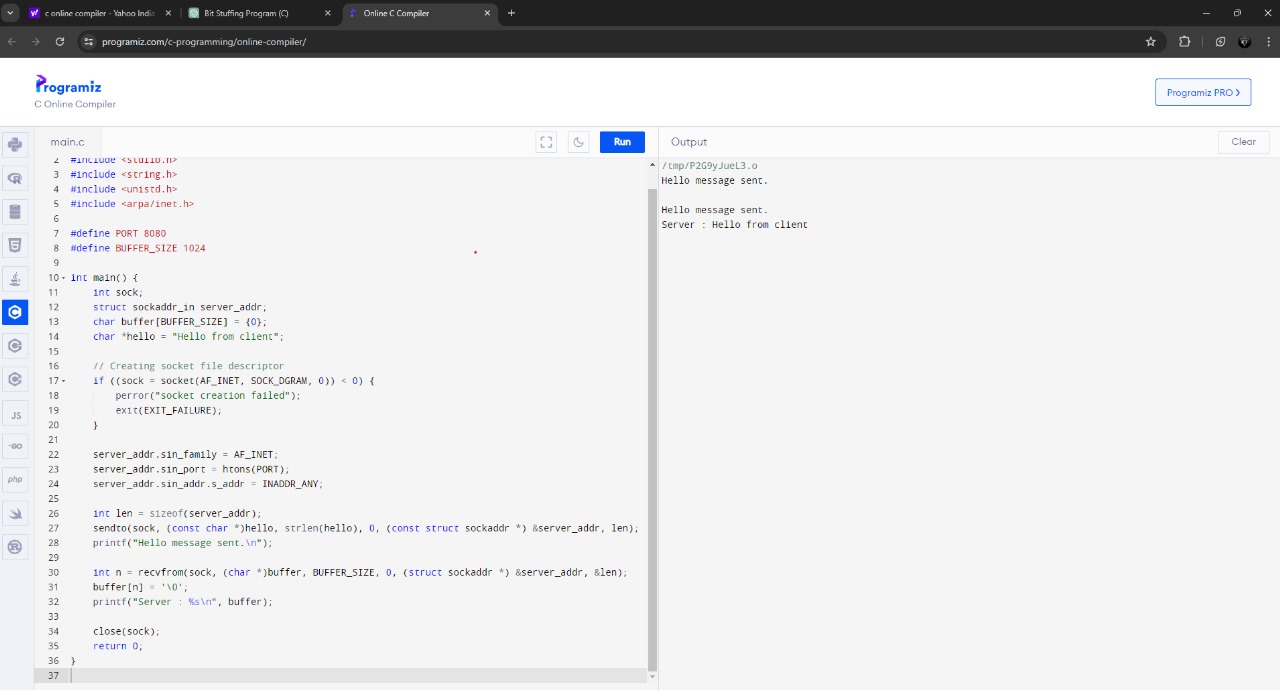 c online compiler - Yahoo India
Bit Stuffing Program (C)
Online C Compiler
programiz.com/c-programming/online-compiler/
Programiz
C Online Compiler
Programiz PRO
main.c
Run
Output
Clear
2 #include <stdlib.h>
3 #include <string.h>
4 #include <unistd.h>
5 #include <arpa/inet.h>
6
7 #define PORT 8080
8 #define BUFFER_SIZE 1024
9
10 int main() {
11     int sock;
12     struct sockaddr_in server_addr;
13     char buffer[BUFFER_SIZE] = {0};
14     char *hello = "Hello from client";
15
16     // Creating socket file descriptor
17     if ((sock = socket(AF_INET, SOCK_DGRAM, 0)) < 0) {
18         perror("socket creation failed");
19         exit(EXIT_FAILURE);
20     }
21
22     server_addr.sin_family = AF_INET;
23     server_addr.sin_port = htons(PORT);
24     server_addr.sin_addr.s_addr = INADDR_ANY;
25
26     int len = sizeof(server_addr);
27     sendto(sock, (const char *)hello, strlen(hello), 0, (const struct sockaddr *) &server_addr, len);
28     printf("Hello message sent.\n");
29
30     int n = recvfrom(sock, (char *)buffer, BUFFER_SIZE, 0, (struct sockaddr *) &server_addr, &len);
31     buffer[n] = '\0';
32     printf("Server : %s\n", buffer);
33
34     close(sock);
35     return 0;
36 }
37
/tmp/P2G9yJueL3.o
Hello message sent.
Hello message sent.
Server : Hello from client
JS
GO
php